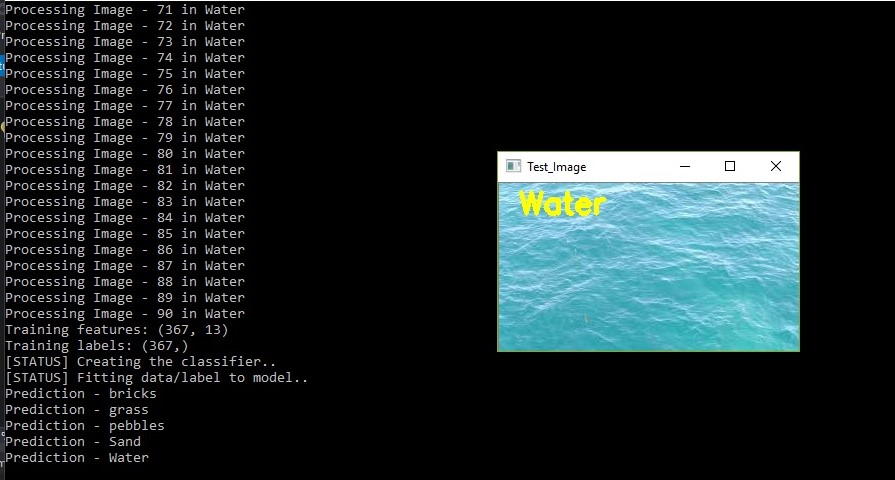 Processing Image - 71 in Water
Processing Image - 72 in Water
Processing Image - 73 in Water
Processing Image - 74 in Water
Processing Image - 75 in Water
Processing Image - 76 in Water
Processing Image - 77 in Water
Processing Image - 78 in Water
Processing Image - 79 in Water
Processing Image - 80 in Water
Processing Image - 81 in Water
Processing Image - 82 in Water
Processing Image - 83 in Water
Processing Image - 84 in Water
Processing Image - 85 in Water
Processing Image - 86 in Water
Processing Image - 87 in Water
Processing Image - 88 in Water
Processing Image - 89 in Water
Processing Image - 90 in Water
Training features: (367, 13)
Training labels: (367,)
[STATUS] Creating the classifier..
[STATUS] Fitting data/label to model..
Prediction - bricks
Prediction - grass
Prediction - pebbles
Prediction - Sand
Prediction - Water
Test_Image
Water